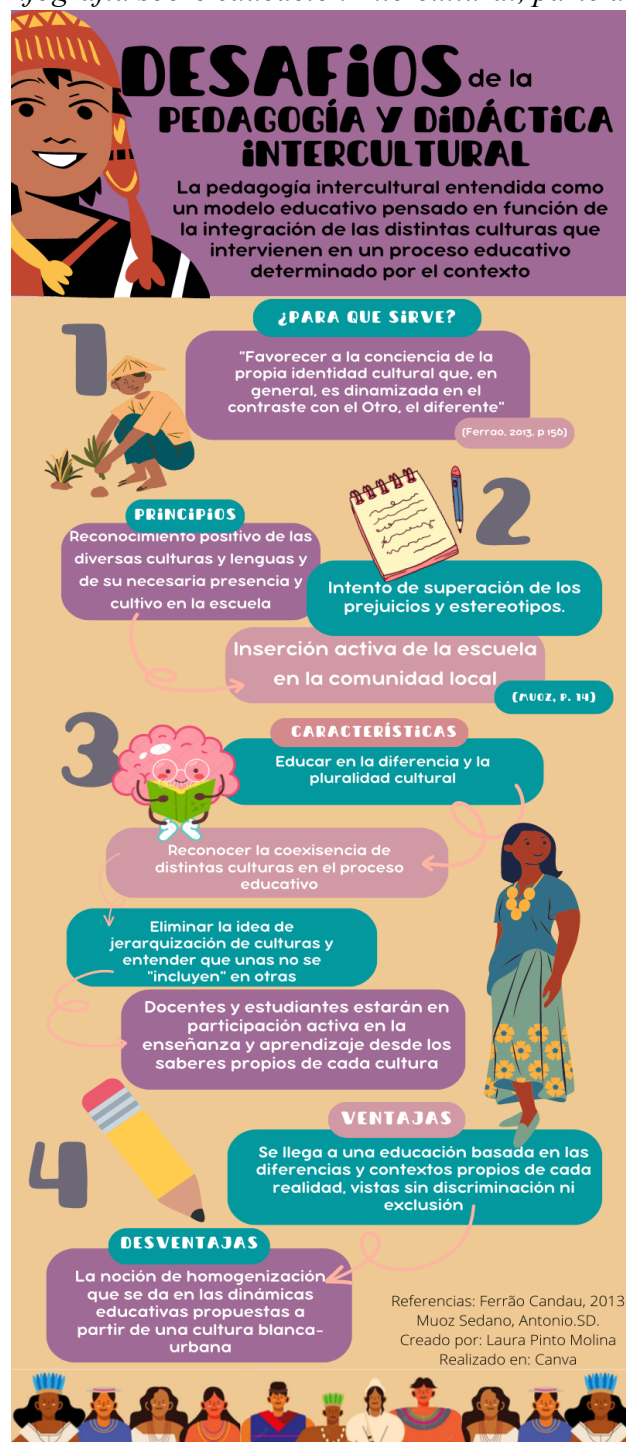 sobre educación intercultural, parte
DESAFíOS de la
PEDAGOGÍA Y DiDÁCTiCA
iNTERCULTURAL
La pedagogía intercultural entendida como
un modelo educativo pensado en función de
la integración de las distintas culturas que
intervienen en un proceso educativo
determinado por el contexto
1
¿PARA QUE SiRVE?
"Favorecer a la conciencia de la
propia identidad cultural que, en
general, es dinamizada en el
contraste con el Otro, el diferente"
(Ferrao, 2013, p 156)
2
PRiNCiPiOS
Reconocimiento positivo de las
diversas culturas y lenguas y
de su necesaria presencia y
cultivo en la escuela
Intento de superación de los
prejuicios y estereotipos.
Inserción activa de la escuela
en la comunidad local
(MUOZ, P. 14)
3
CARACTERÍSTiCAS
Educar en la diferencia y la
pluralidad cultural
Reconocer la coexisencia de
distintas culturas en el proceso
educativo
Eliminar la idea de
jerarquización de culturas y
entender que unas no se
"incluyen" en otras
Docentes y estudiantes estarán en
participación activa en la
enseñanza y aprendizaje desde los
saberes propios de cada cultura
4
VENTAJAS
Se llega a una educación basada en las
diferencias y contextos propios de cada
realidad, vistas sin discriminación ni
exclusión
DESVENTAJAS
La noción de homogenización
que se da en las dinámicas
educativas propuestas a
partir de una cultura blanca-
urbana
Referencias: Ferrão Candau, 2013
Muoz Sedano, Antonio.SD.
Creado por: Laura Pinto Molina
Realizado en: Canva